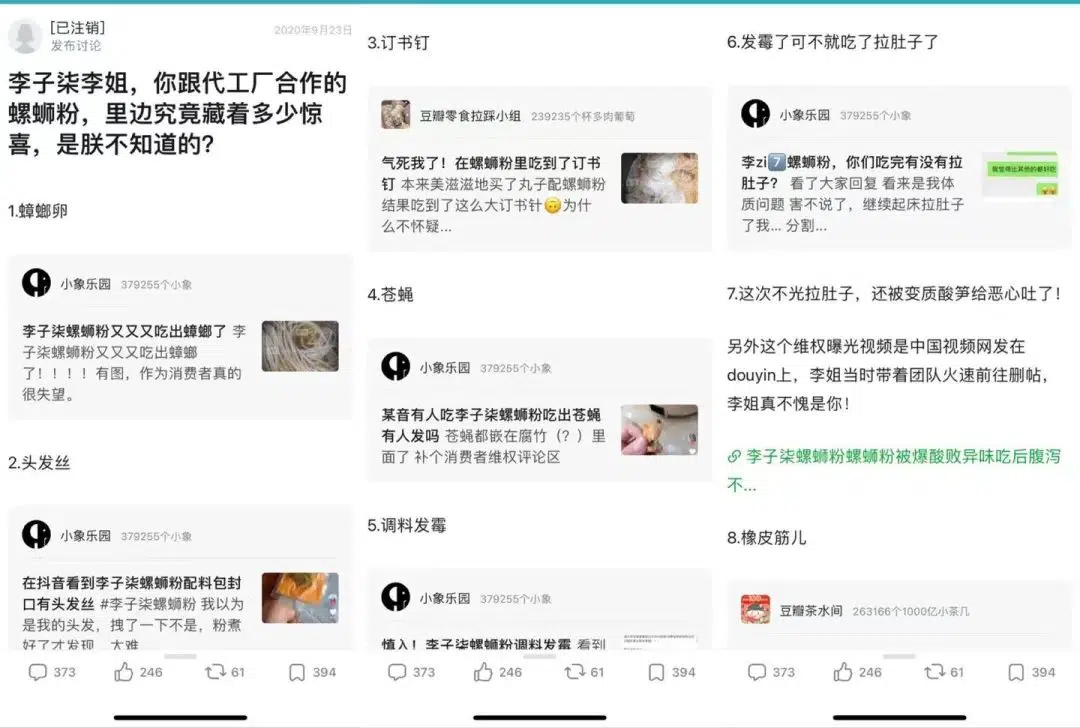 [已注销]
2020年9月23日
发布讨论
李子柒李姐，你跟代工厂合作的
螺蛳粉，里边究竟藏着多少惊
喜，是朕不知道的?
1.蟑螂卵
小象乐园 379255个小象
李子柒螺蛳粉又又又吃出蟑螂了 李
子柒螺蛳粉又又又吃出蟑螂
了！！！！有图，作为消费者真的
很失望。
2.头发丝
小象乐园 379255个小象
在抖音看到李子柒螺蛳粉配料包封
口有头发丝 #李子柒螺蛳粉 我以为
是我的头发，拽了一下不是，粉煮
好了才发现，太难
373 246 61 394
3.订书钉
豆瓣零食拉踩小组 239235个杯多肉葡萄
气死我了！在螺蛳粉里吃到了订书
钉 本来美滋滋地买了丸子配螺蛳粉
结果吃到了这么大订书针🙃为什
么不怀疑...
4.苍蝇
小象乐园 379255个小象
某音有人吃李子柒螺蛳粉吃出苍蝇
有人发吗 苍蝇都嵌在腐竹（？）里
面了 补个消费者维权评论区
5.调料发霉
小象乐园 379255个小象
慎入！李子柒螺蛳粉调料发霉 看到
373 246 61 394
6.发霉了可不就吃了拉肚子了
小象乐园 379255个小象
李zi7️⃣螺蛳粉，你们吃完有没有拉
肚子？ 看了大家回复 看来是我体
质问题 害不说了，继续起床拉肚子
了我... 分割...
我觉得比其他的都好吃
7.这次不光拉肚子，还被变质酸笋给恶心吐了！
另外这个维权曝光视频是中国视频网发在
douyin上，李姐当时带着团队火速前往删帖，
李姐真不愧是你！
李子柒螺蛳粉螺蛳粉被爆酸败异味吃后腹泻
不...
8.橡皮筋儿
豆瓣茶水间 263166个1000亿小茶几
373 246 61 394